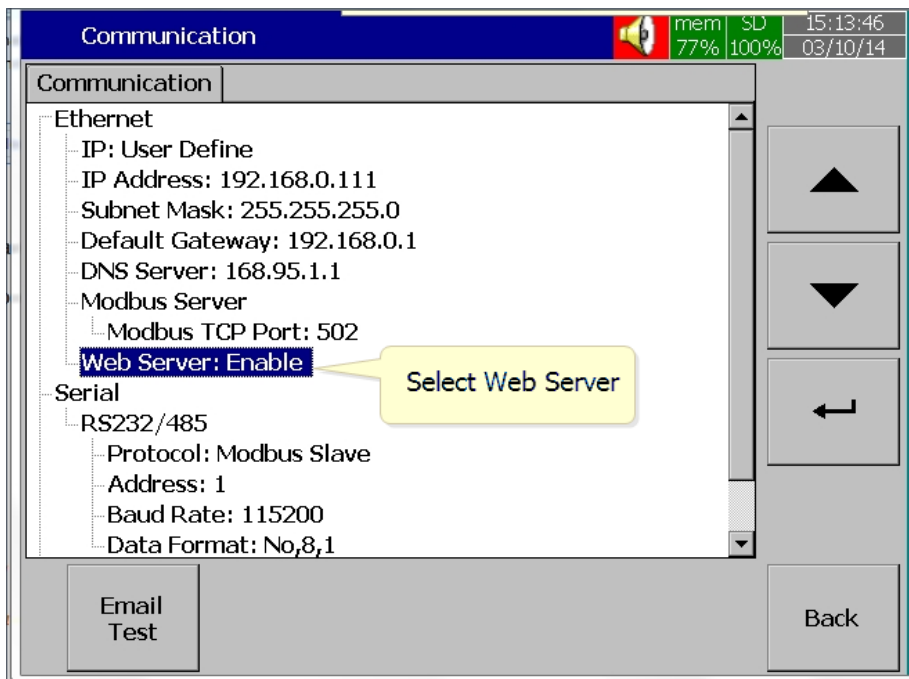 Communication
mem SD 15:13:46
77% 100% 03/10/14
Communication
Ethernet
IP: User Define
IP Address: 192.168.0.111
Subnet Mask: 255.255.255.0
Default Gateway: 192.168.0.1
DNS Server: 168.95.1.1
Modbus Server
Modbus TCP Port: 502
Web Server: Enable
Select Web Server
Serial
RS232/485
Protocol: Modbus Slave
Address: 1
Baud Rate: 115200
Data Format: No,8,1
Email
Test
Back